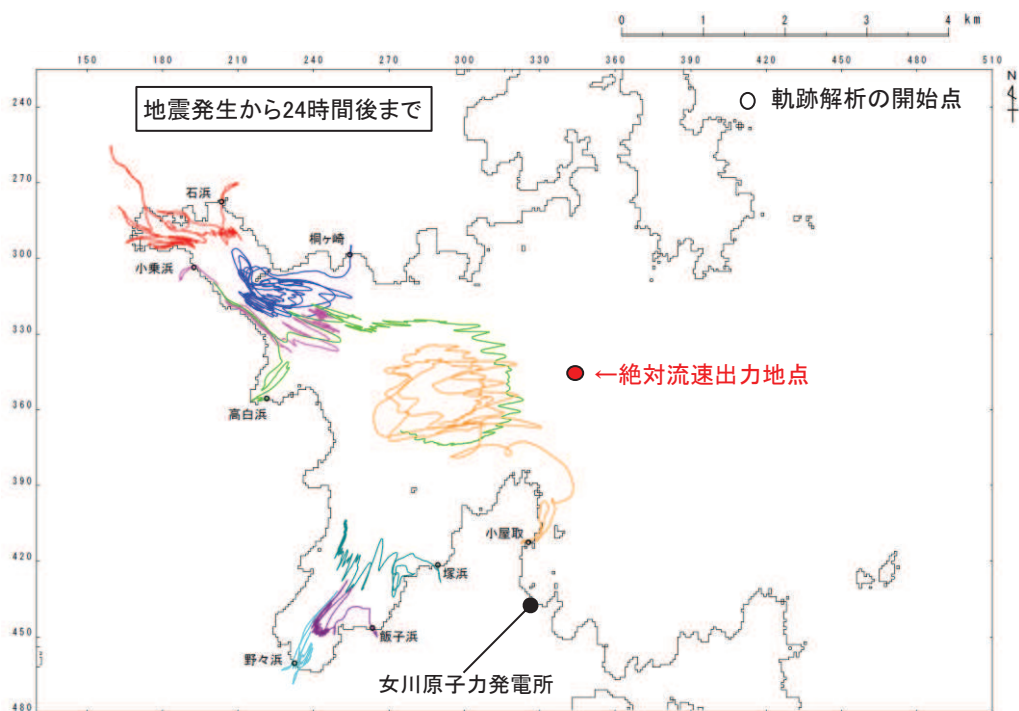 0 1 2 3 4 km
150 180 210 240 270 300 330 360 390 420 450 480 510
N
240
地震発生から24時間後まで
軌跡解析の開始点
270
石浜
桐ヶ崎
300
小乗浜
330
←絶対流速出力地点
360
高白浜
390
小屋取
420
塚浜
450
飯子浜
野々浜
女川原子力発電所
480